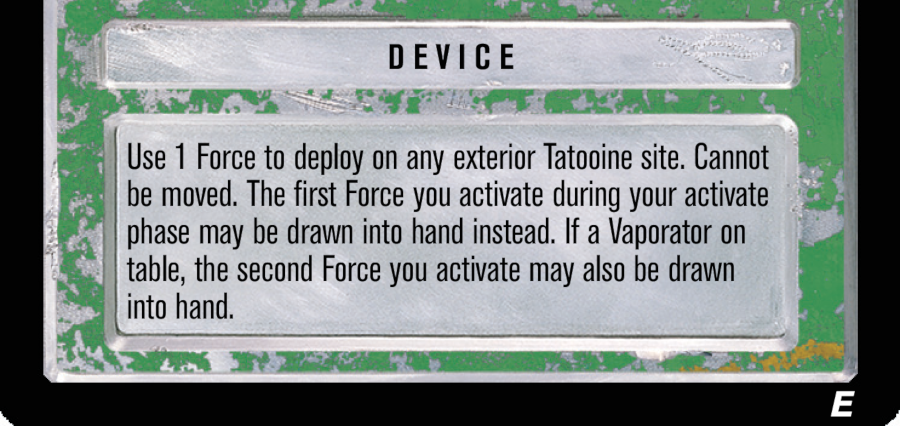 DEVICE
Use 1 Force to deploy on any exterior Tatooine site. Cannot
be moved. The first Force you activate during your activate
phase may be drawn into hand instead. If a Vaporator on
table, the second Force you activate may also be drawn
into hand.
E